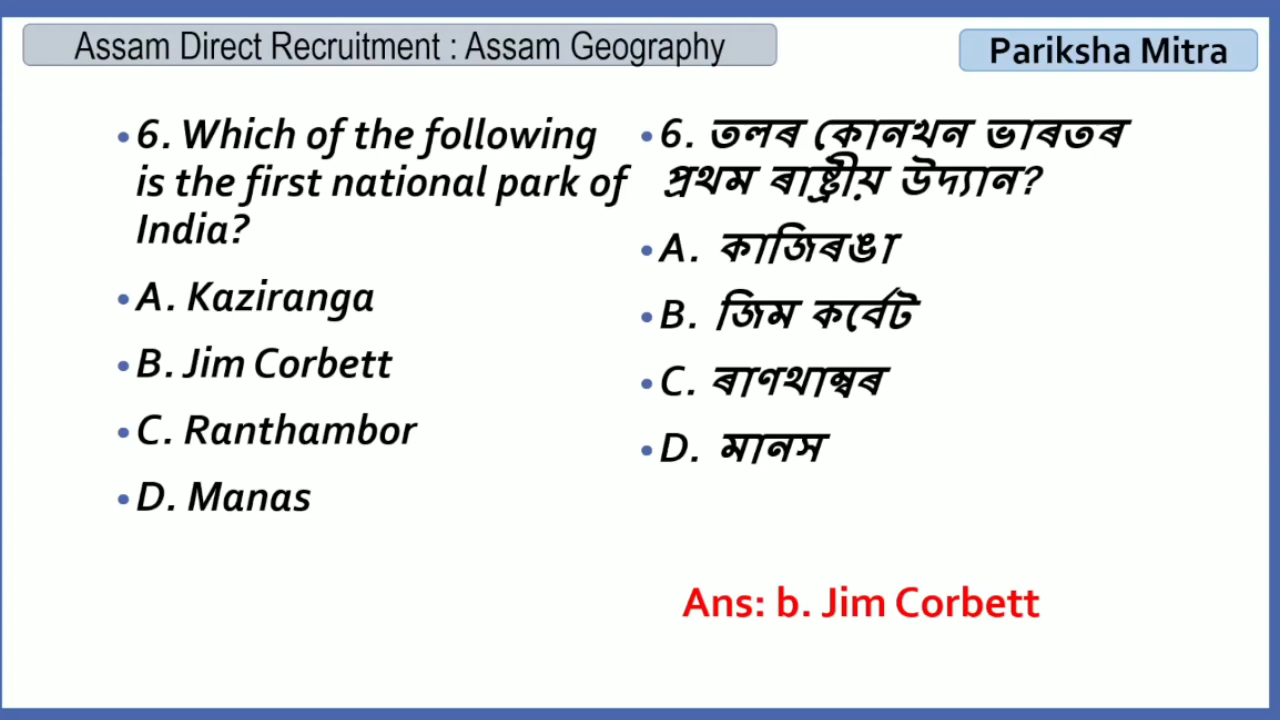 Assam Direct Recruitment : Assam Geography
Pariksha Mitra
• 6. Which of the following
is the first national park of
India?
• A. Kaziranga
• B. Jim Corbett
• C. Ranthambor
• D. Manas
• 6. তলৰ কোনখন ভাৰতৰ
প্ৰথম ৰাষ্ট্ৰীয় উদ্যান?
• A. কাজিৰঙা
• B. জিম কৰ্বেট
• C. ৰাণথাম্বৰ
• D. মানস
Ans: b. Jim Corbett